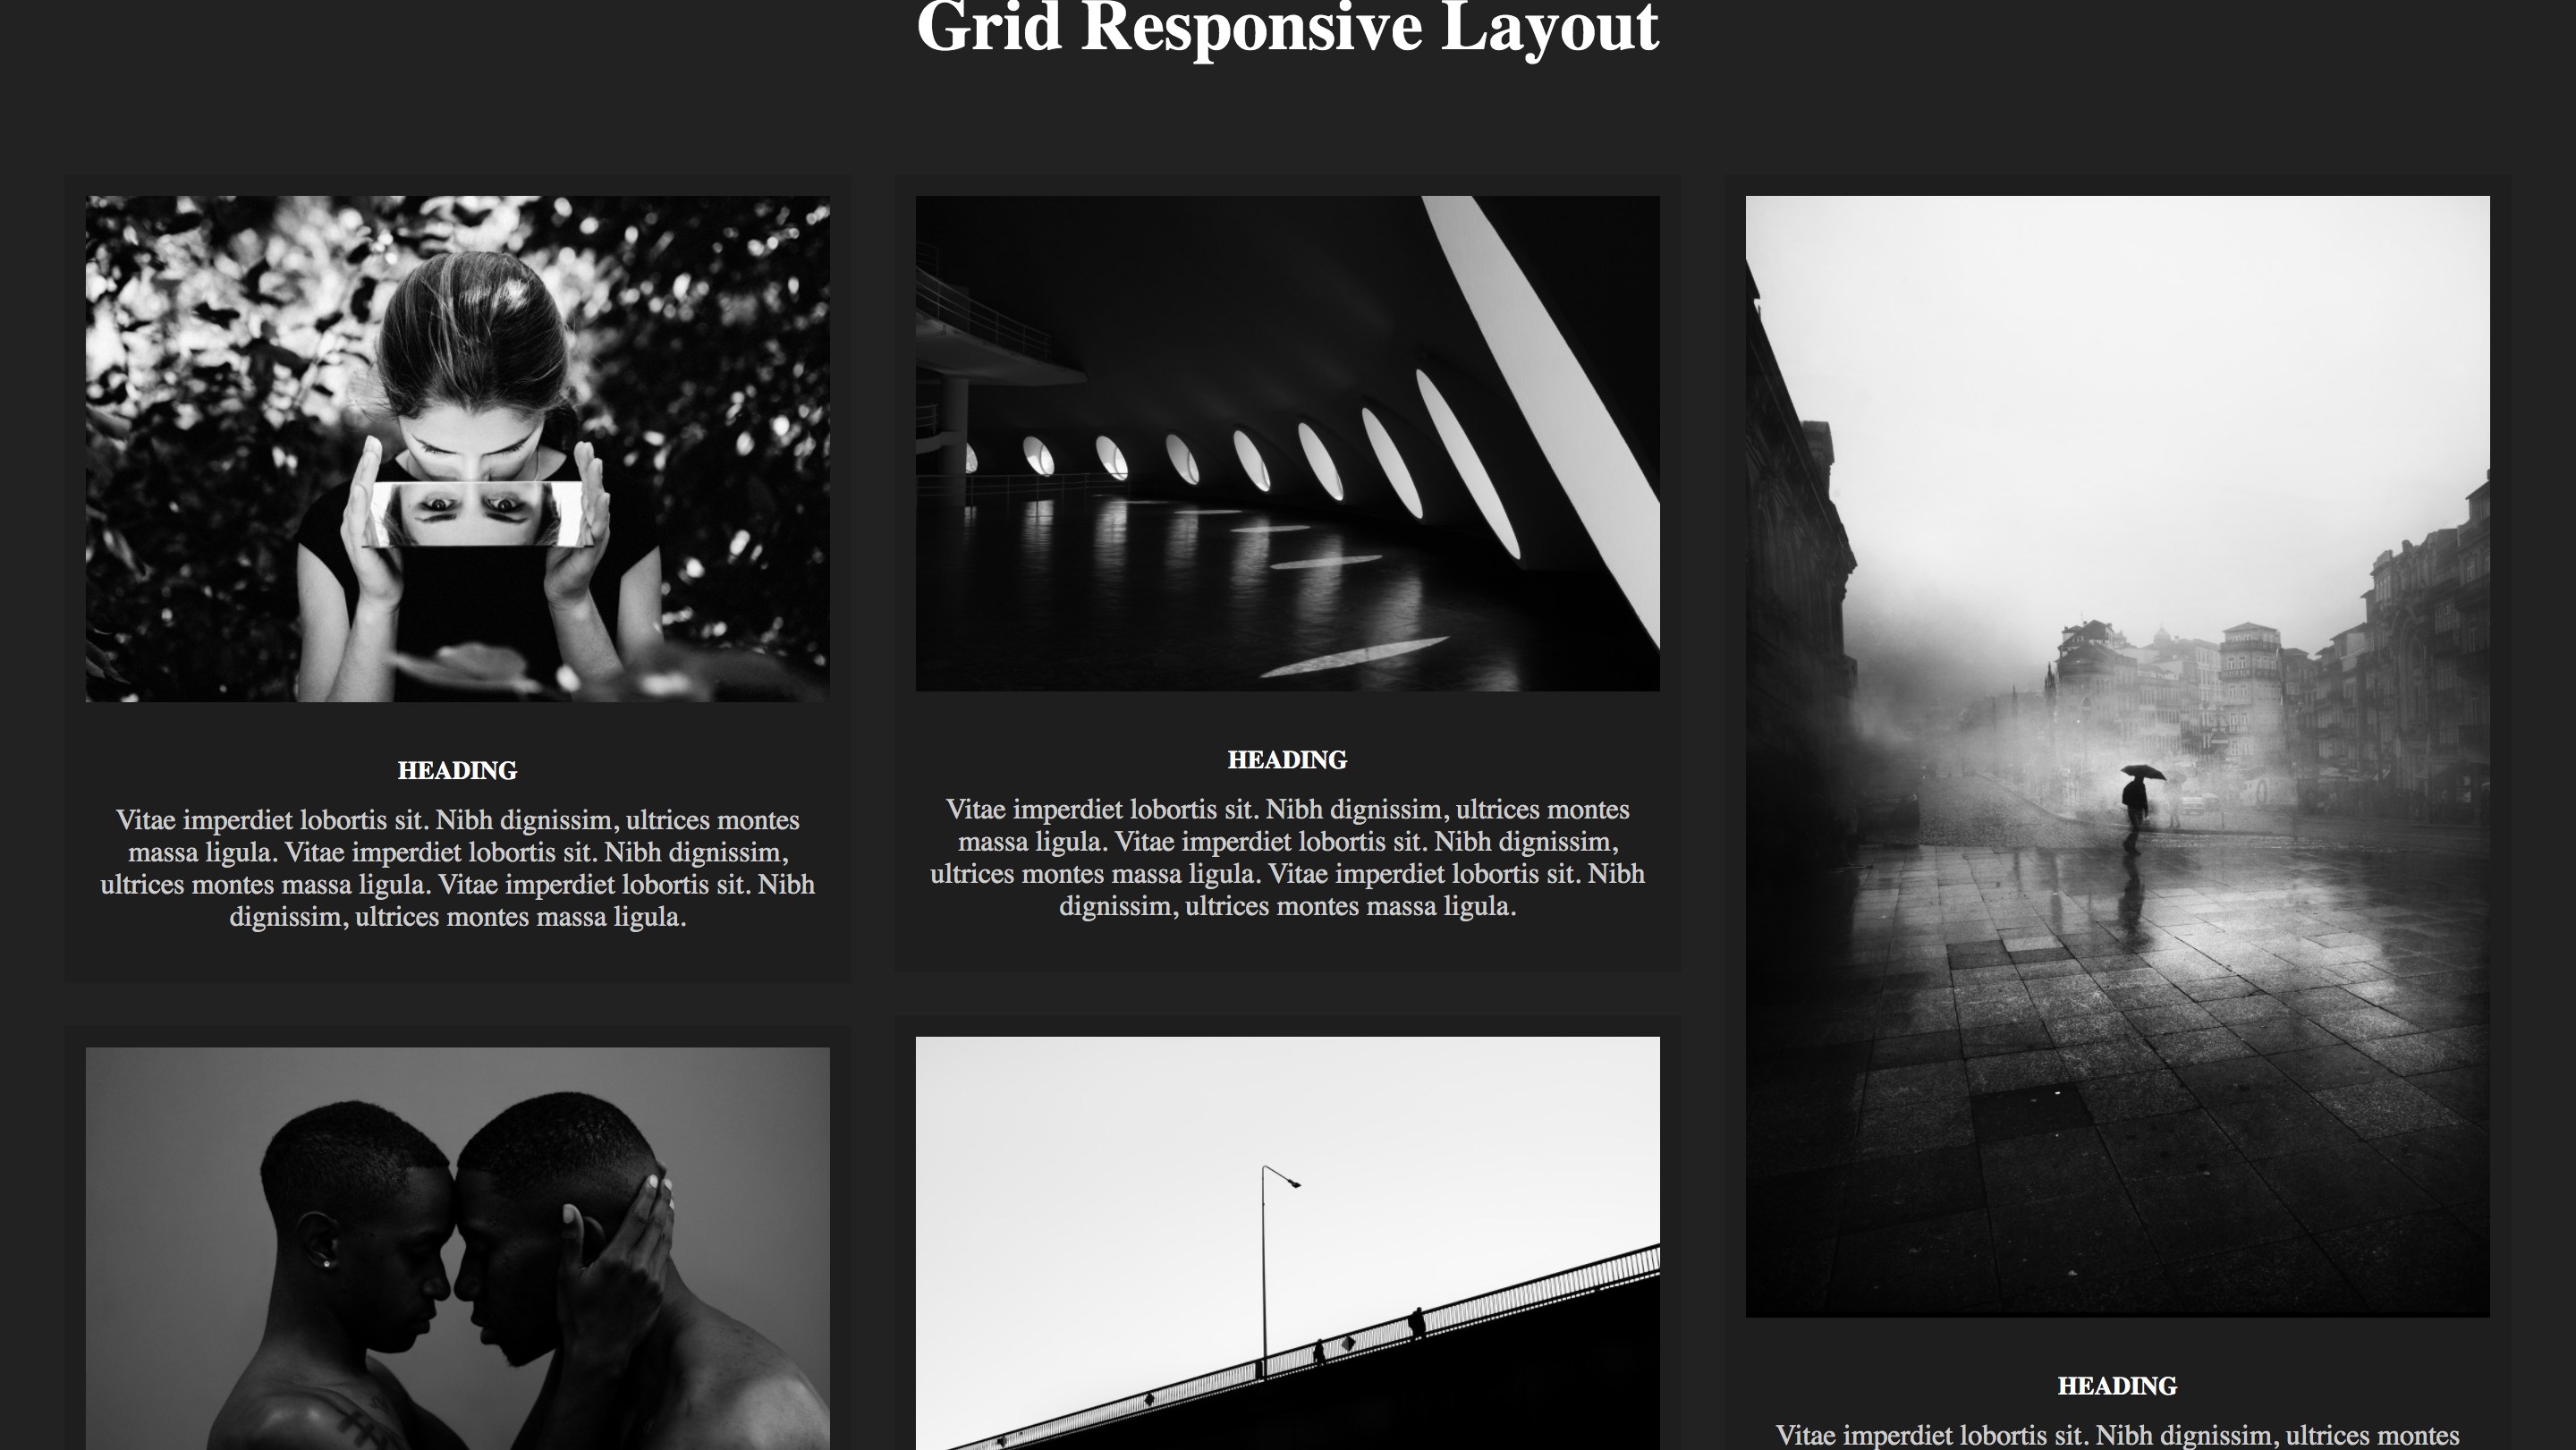 Grid Responsive Layout
HEADING
Vitae imperdiet lobortis sit. Nibh dignissim, ultrices montes
massa ligula. Vitae imperdiet lobortis sit. Nibh dignissim,
ultrices montes massa ligula. Vitae imperdiet lobortis sit. Nibh
dignissim, ultrices montes massa ligula.
HEADING
Vitae imperdiet lobortis sit. Nibh dignissim, ultrices montes
massa ligula. Vitae imperdiet lobortis sit. Nibh dignissim,
ultrices montes massa ligula. Vitae imperdiet lobortis sit. Nibh
dignissim, ultrices montes massa ligula.
HEADING
Vitae imperdiet lobortis sit. Nibh dignissim, ultrices montes